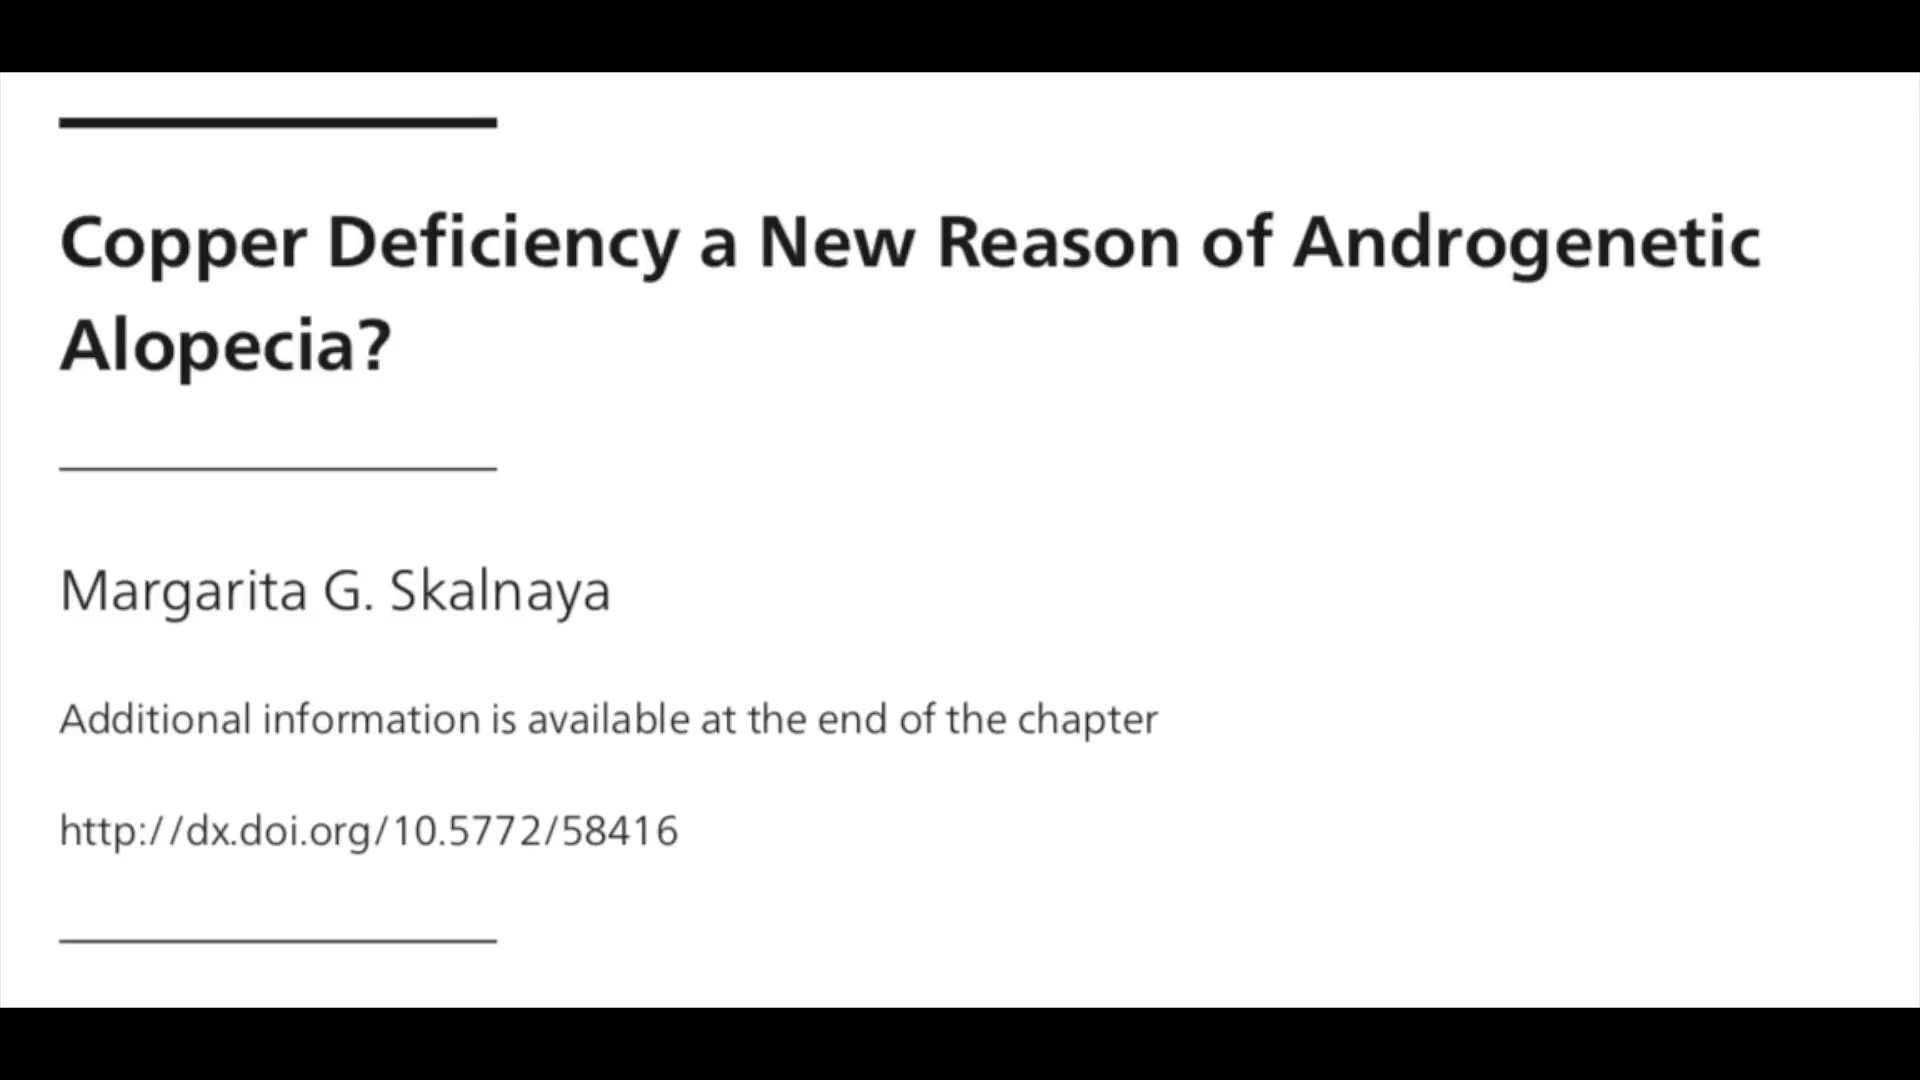 Copper Deficiency a New Reason of Androgenetic
Alopecia?
Margarita G. Skalnaya
Additional information is available at the end of the chapter
http://dx.doi.org/10.5772/58416